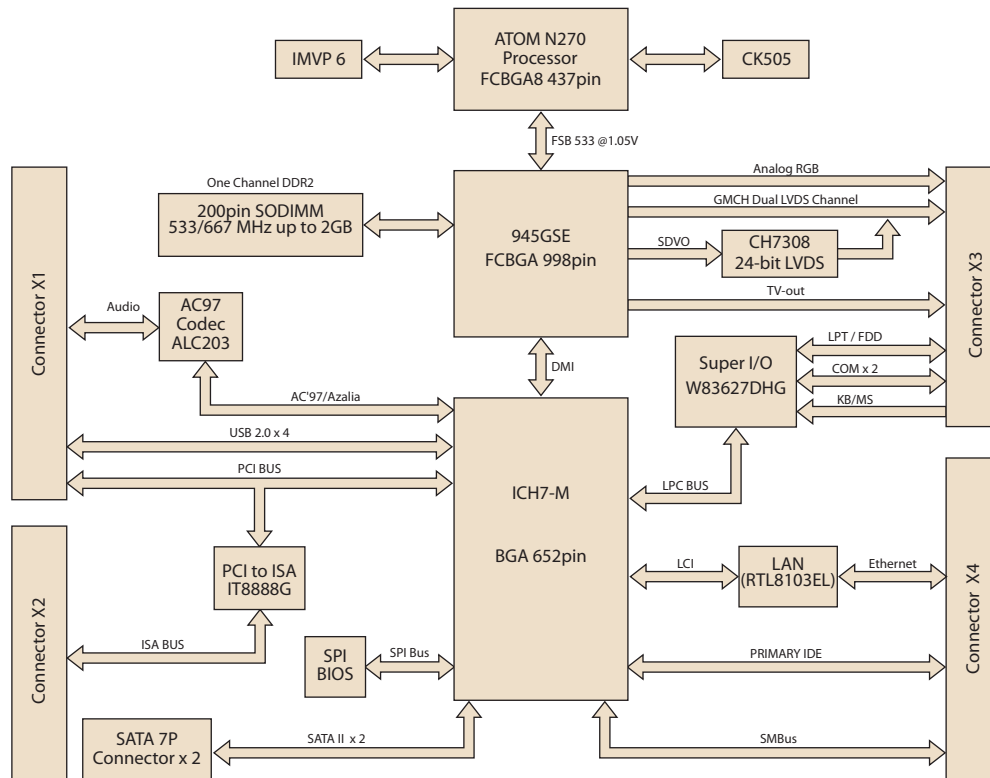 IMVP 6
ATOM N270
Processor
FCBGA8 437pin
CK505
FSB 533 @1.05V
One Channel DDR2
200pin SODIMM
533/667 MHz up to 2GB
945GSE
FCBGA 998pin
Analog RGB
GMCH Dual LVDS Channel
SDVO
CH7308
24-bit LVDS
TV-out
Connector X1
Connector X3
Audio
AC97
Codec
ALC203
DMI
Super I/O
W83627DHG
LPT / FDD
COM x 2
KB/MS
AC'97/Azalia
USB 2.0 x 4
PCI BUS
ICH7-M
BGA 652pin
LPC BUS
PCI to ISA
IT8888G
LCI
LAN
(RTL8103EL)
Ethernet
Connector X2
Connector X4
ISA BUS
SPI
BIOS
SPI Bus
PRIMARY IDE
SATA 7P
Connector x 2
SATA II x 2
SMBus